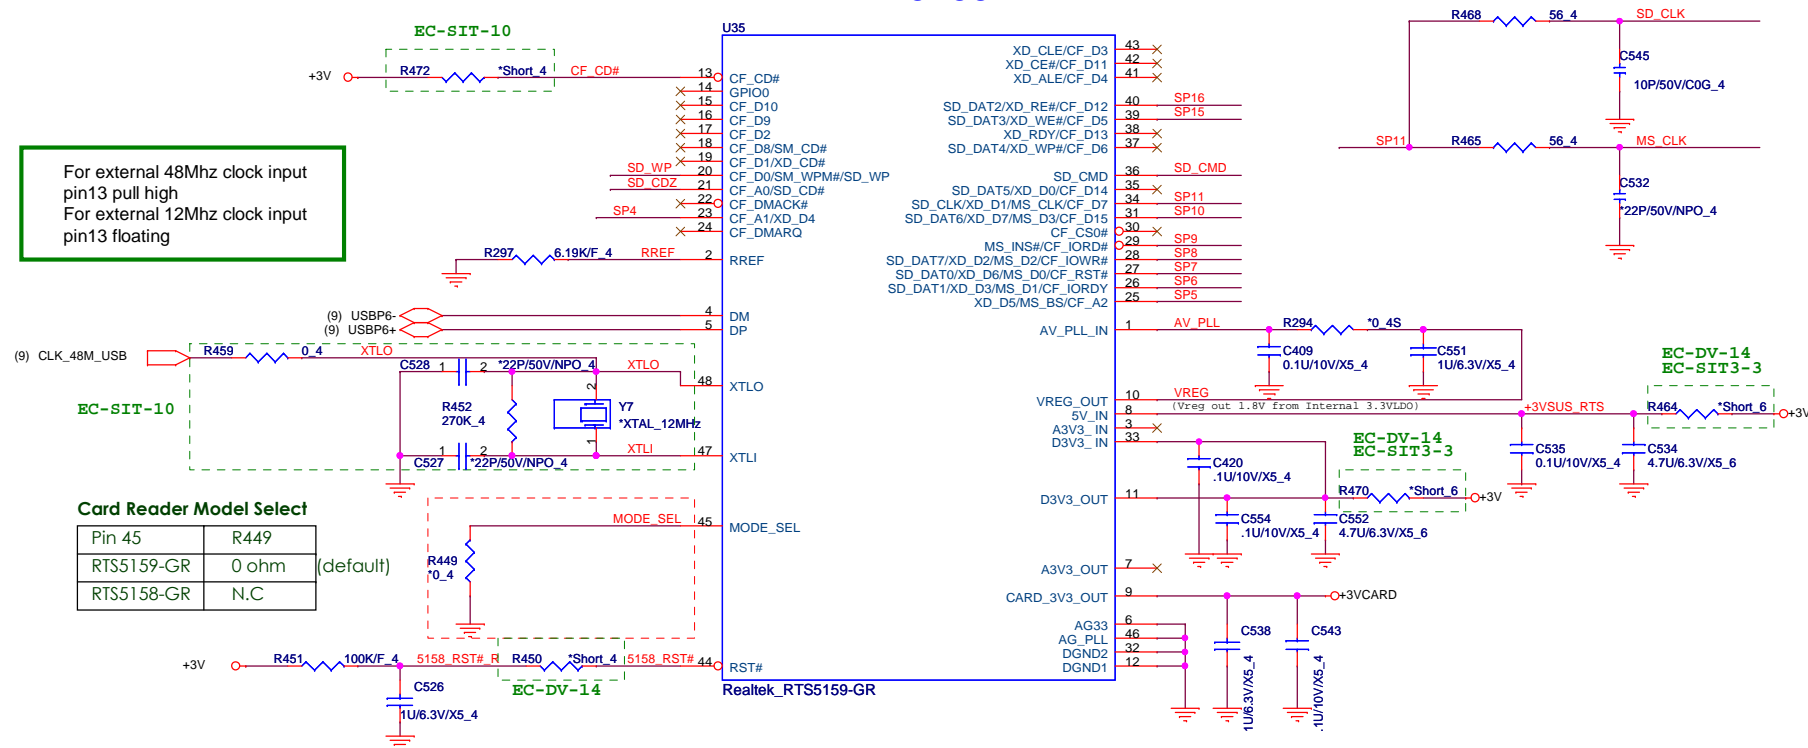 EC-SIT-10
+3V
R472
*Short_4
CF_CD#
For external 48Mhz clock input
pin13 pull high
For external 12Mhz clock input
pin13 floating
SD_WP
SD_CDZ
SP4
R297
6.19K/F_4
RREF
(9) USBP6-
(9) USBP6+
(9) CLK_48M_USB
R459
0_4
XTLO
C528
1
2
*22P/50V/NPO_4
XTLO
R452
270K_4
2
Y7
*XTAL_12MHz
1
EC-SIT-10
C527
1
2
*22P/50V/NPO_4
XTLI
Card Reader Model Select
Pin 45 R449
RTS5159-GR 0 ohm (default)
RTS5158-GR N.C
MODE_SEL
R449
*0_4
+3V
R451
100K/F_4
5158_RST#_R
R450
*Short_4
5158_RST#
EC-DV-14
C526
1U/6.3V/X5_4
U35
13 CF_CD#
14 GPIO0
15 CF_D10
16 CF_D9
17 CF_D2
18 CF_D8/SM_CD#
19 CF_D1/XD_CD#
20 CF_D0/SM_WPM#/SD_WP
21 CF_A0/SD_CD#
22 CF_DMACK#
23 CF_A1/XD_D4
24 CF_DMARQ
2 RREF
4 DM
5 DP
48 XTLO
47 XTLI
45 MODE_SEL
44 RST#
Realtek_RTS5159-GR
XD_CLE/CF_D3 43
XD_CE#/CF_D11 42
XD_ALE/CF_D4 41
SD_DAT2/XD_RE#/CF_D12 40 SP16
SD_DAT3/XD_WE#/CF_D5 39 SP15
XD_RDY/CF_D13 38
SD_DAT4/XD_WP#/CF_D6 37
SD_CMD 36 SD_CMD
SD_DAT5/XD_D0/CF_D14 35
SD_CLK/XD_D1/MS_CLK/CF_D7 34 SP11
SD_DAT6/XD_D7/MS_D3/CF_D15 31 SP10
CF_CS0# 30
MS_INS#/CF_IORD# 29 SP9
SD_DAT7/XD_D2/MS_D2/CF_IOWR# 28 SP8
SD_DAT0/XD_D6/MS_D0/CF_RST# 27 SP7
SD_DAT1/XD_D3/MS_D1/CF_IORDY 26 SP6
XD_D5/MS_BS/CF_A2 25 SP5
AV_PLL_IN 1 AV_PLL
VREG_OUT 10 VREG
(Vreg out 1.8V from Internal 3.3VLDO)
5V_IN 8
A3V3_IN 3
D3V3_IN 33
D3V3_OUT 11
A3V3_OUT 7
CARD_3V3_OUT 9
AG33 6
AG_PLL 46
DGND2 32
DGND1 12
R468
56_4
SD_CLK
C545
10P/50V/C0G_4
SP11
R465
56_4
MS_CLK
C532
*22P/50V/NPO_4
R294
*0_4S
C409
0.1U/10V/X5_4
C551
1U/6.3V/X5_4
EC-DV-14
EC-SIT3-3
+3VSUS_RTS
R464
*Short_6
+3V
C535
0.1U/10V/X5_4
C534
4.7U/6.3V/X5_6
EC-DV-14
EC-SIT3-3
C420
.1U/10V/X5_4
R470
*Short_6
+3V
C554
.1U/10V/X5_4
C552
4.7U/6.3V/X5_6
+3VCARD
C538
1U/6.3V/X5_4
C543
.1U/10V/X5_4